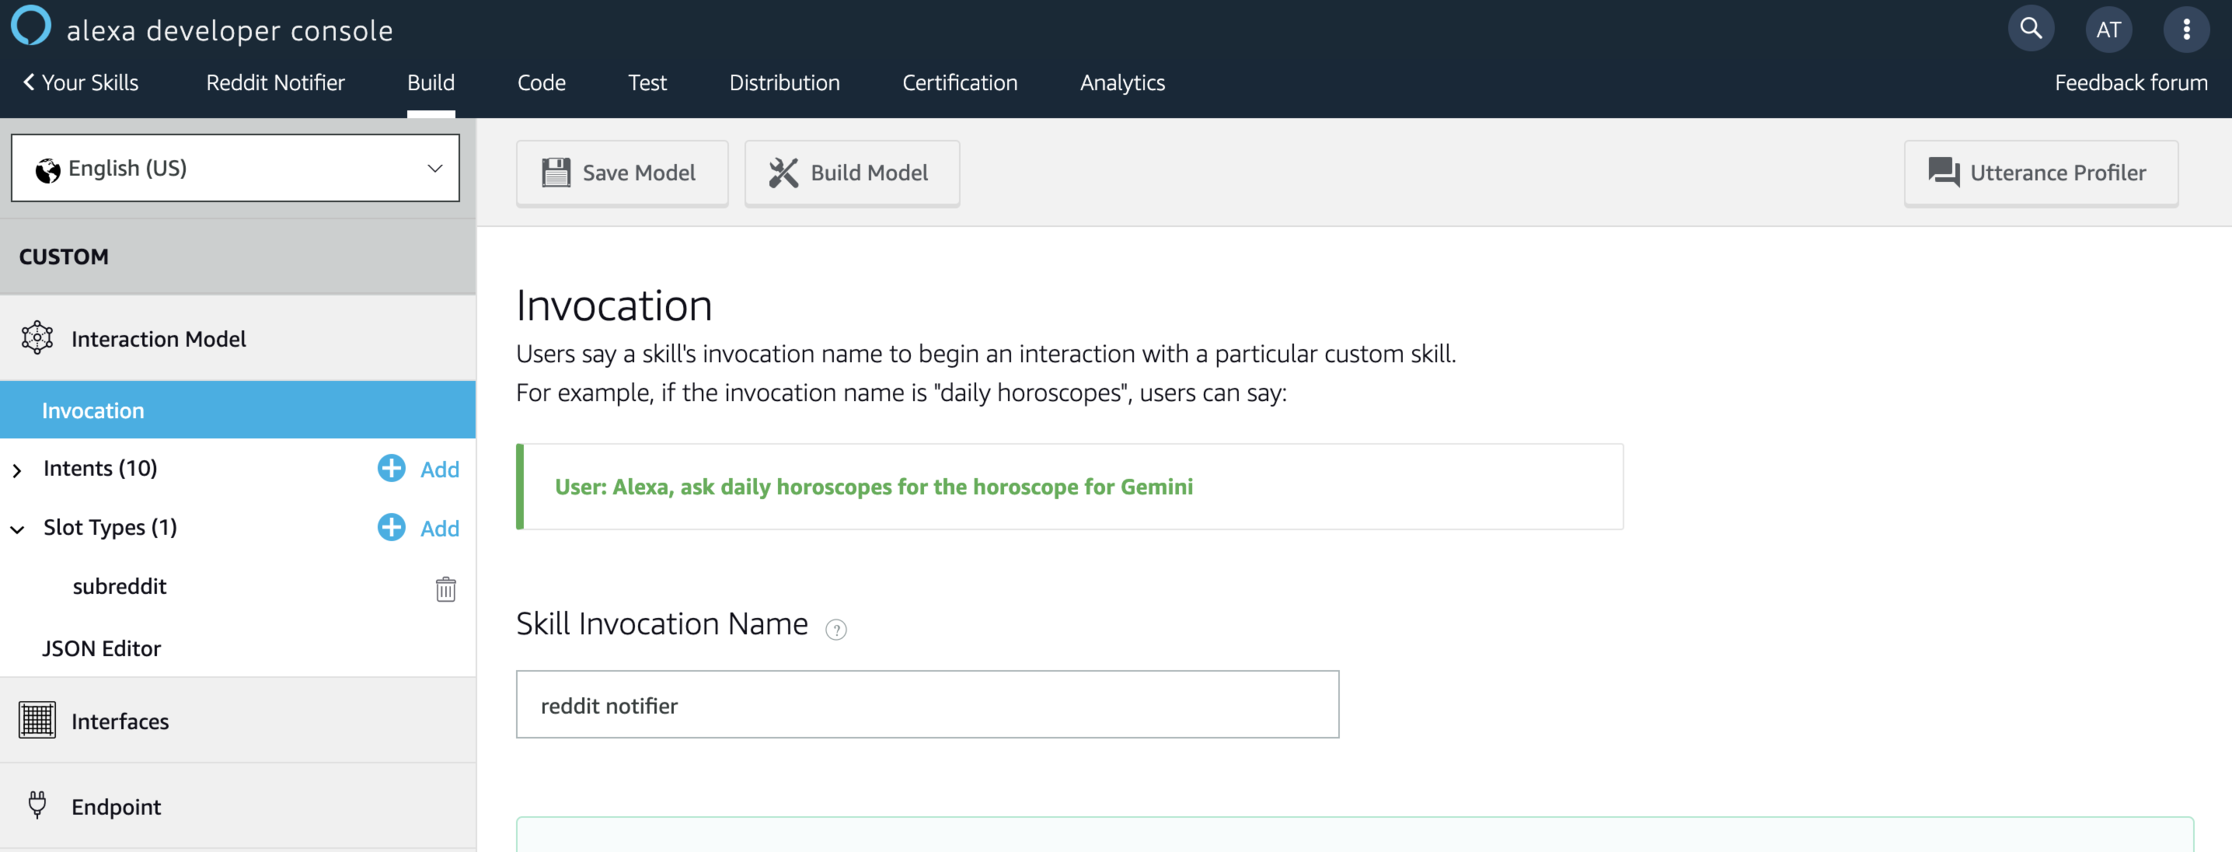 alexa developer console
AT
Your Skills Reddit Notifier Build Code Test Distribution Certification Analytics Feedback forum
English (US)
Save Model Build Model Utterance Profiler
CUSTOM
Interaction Model
Invocation
Intents (10) Add
Slot Types (1) Add
subreddit
JSON Editor
Interfaces
Endpoint
Invocation
Users say a skill's invocation name to begin an interaction with a particular custom skill.
For example, if the invocation name is "daily horoscopes", users can say:
User: Alexa, ask daily horoscopes for the horoscope for Gemini
Skill Invocation Name ?
reddit notifier